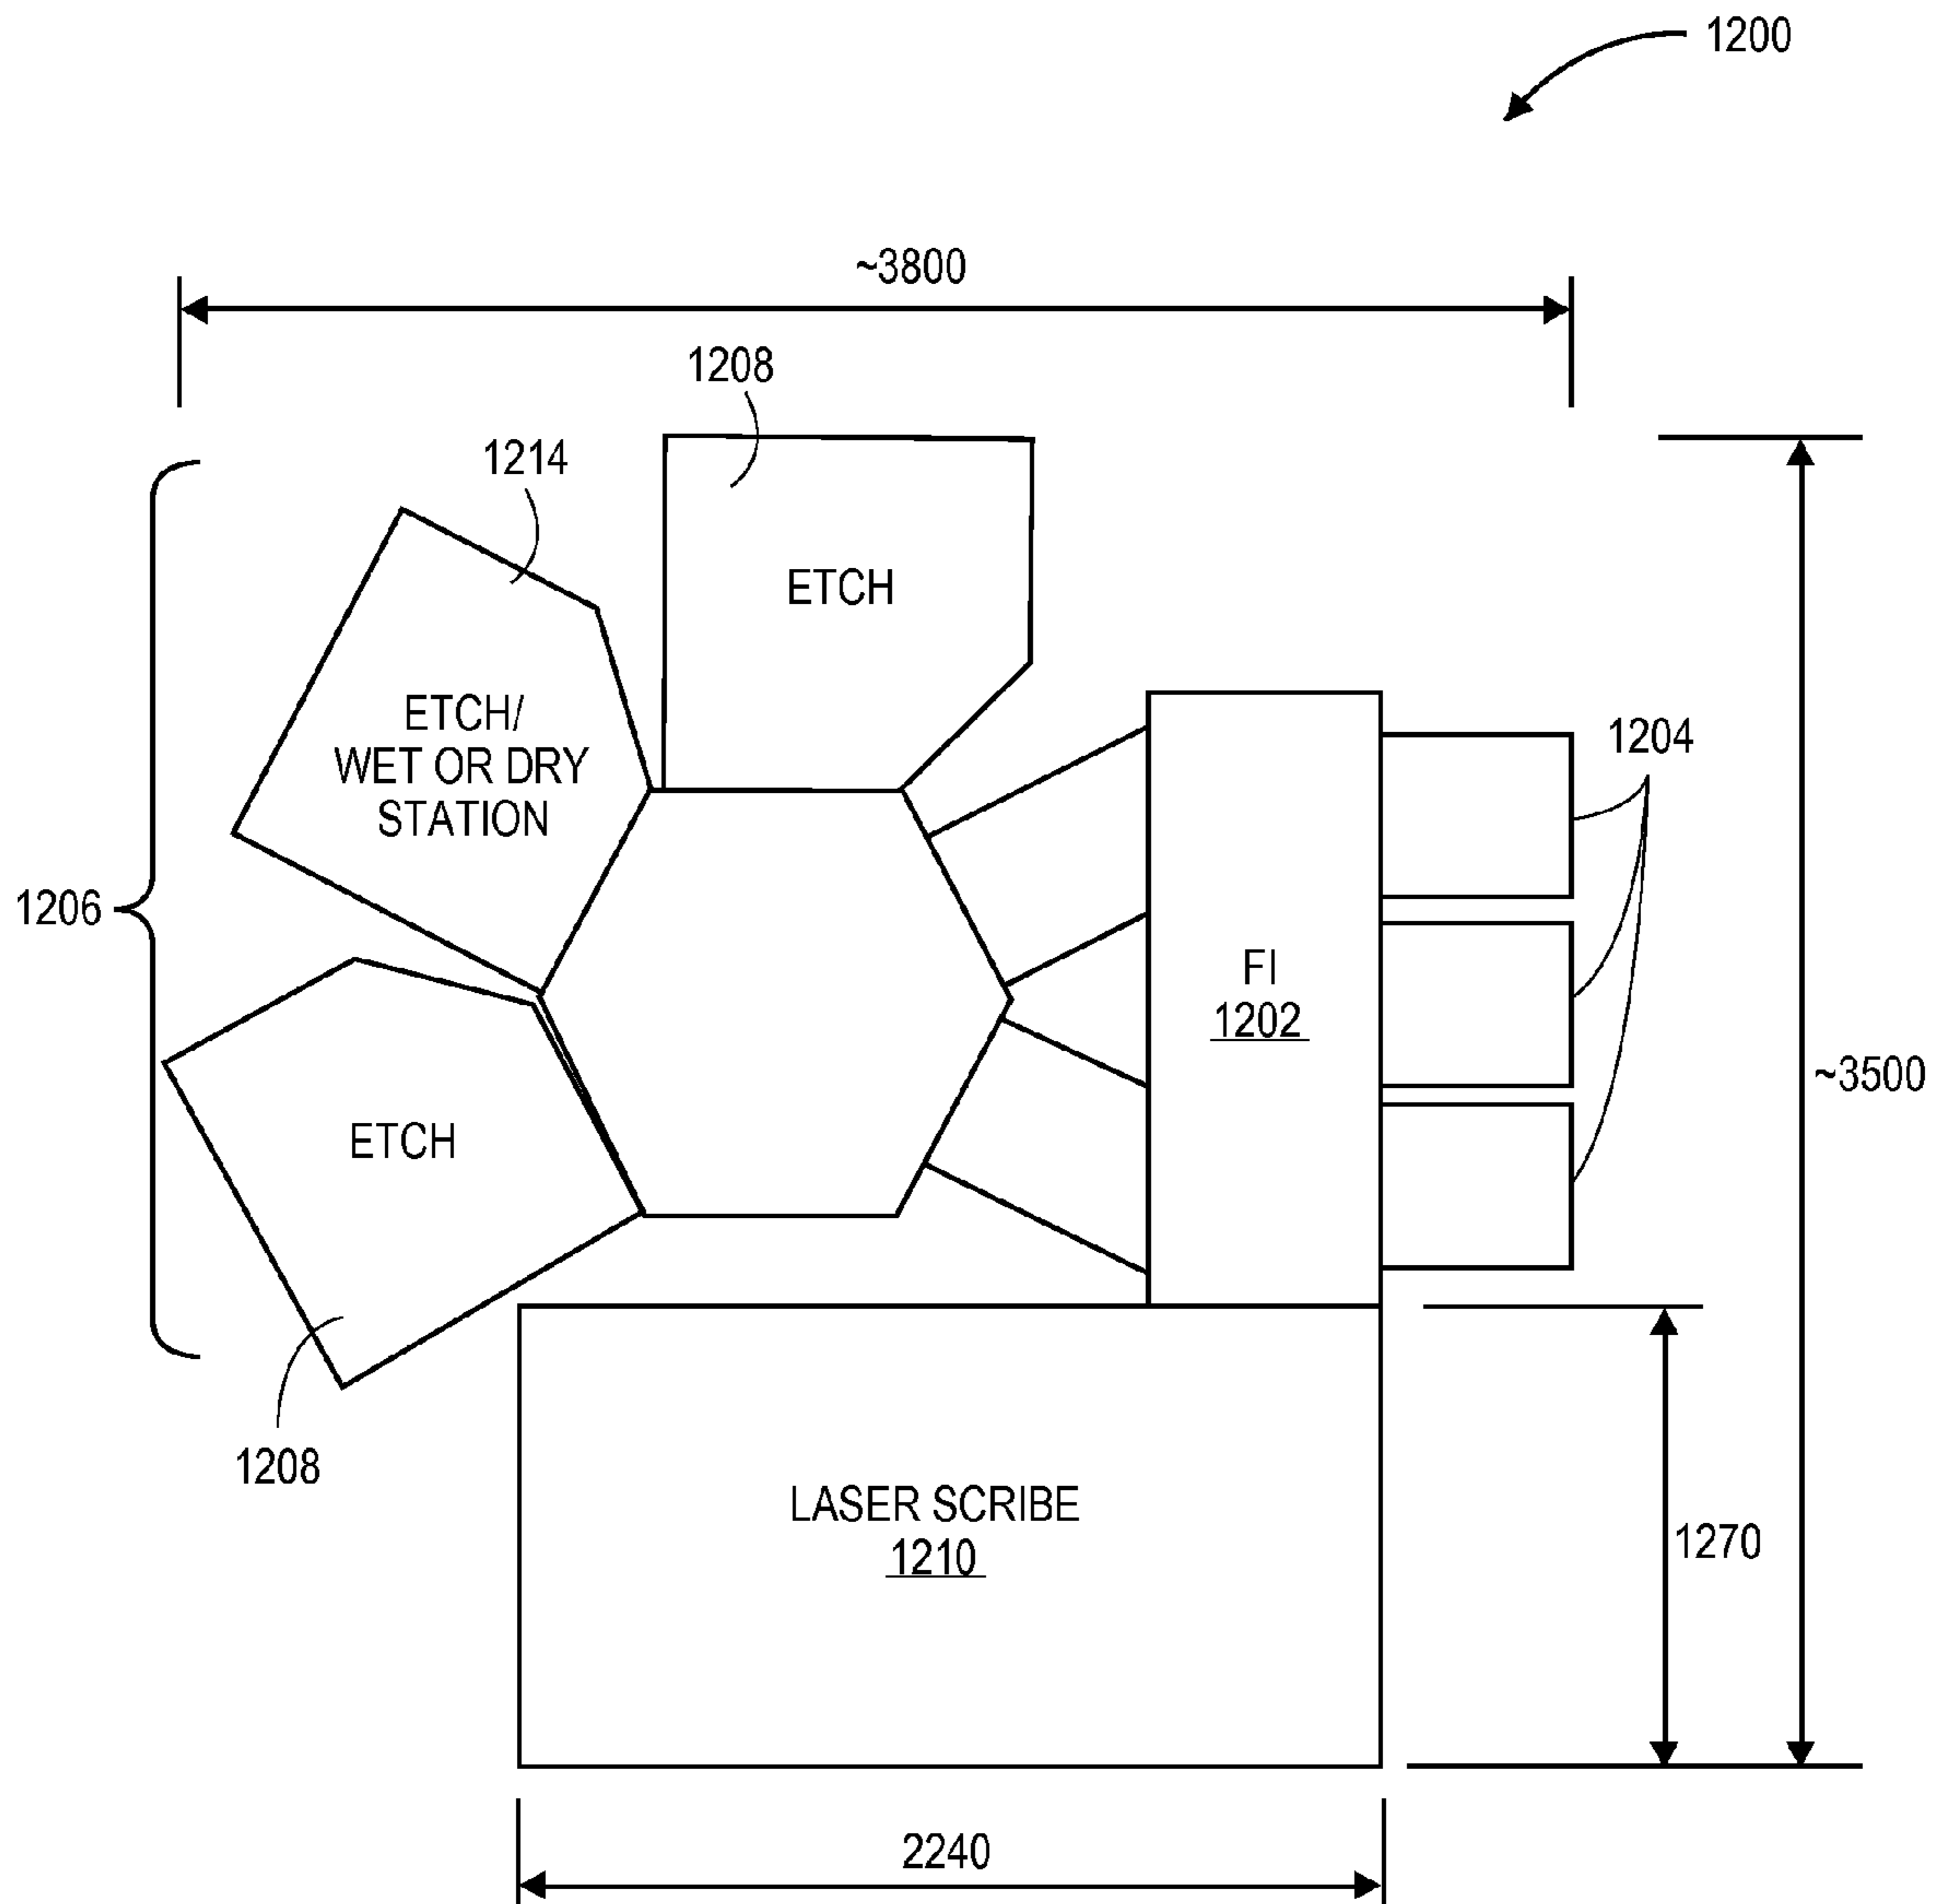 1200
~3800
1208
1214
ETCH
ETCH/
WET OR DRY
STATION
1204
1206
FI
1202
~3500
ETCH
1208
LASER SCRIBE
1210
1270
2240